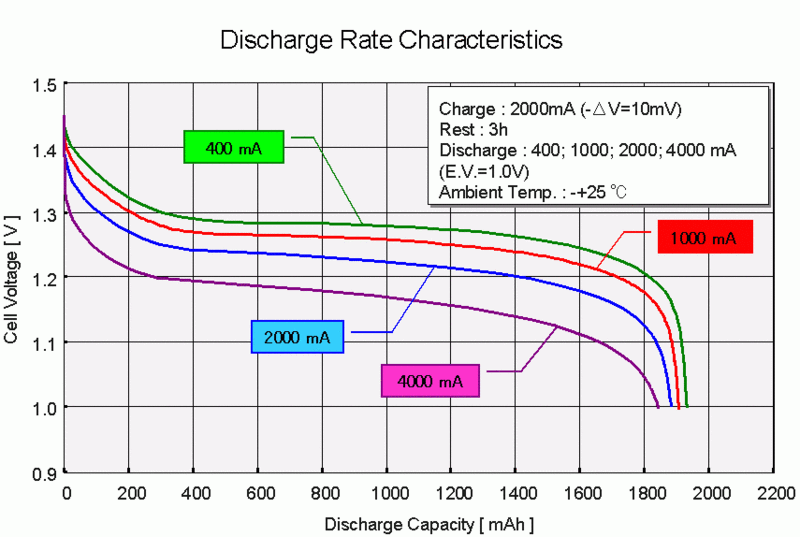 Discharge Rate Characteristics
1.5
1.4
1.3
1.2
1.1
1.0
0.9
Cell Voltage [ V ]
Charge : 2000mA (-△V=10mV)
Rest : 3h
Discharge : 400; 1000; 2000; 4000 mA
(E.V.=1.0V)
Ambient Temp. : -+25 ℃
400 mA
1000 mA
2000 mA
4000 mA
0 200 400 600 800 1000 1200 1400 1600 1800 2000 2200
Discharge Capacity [ mAh ]